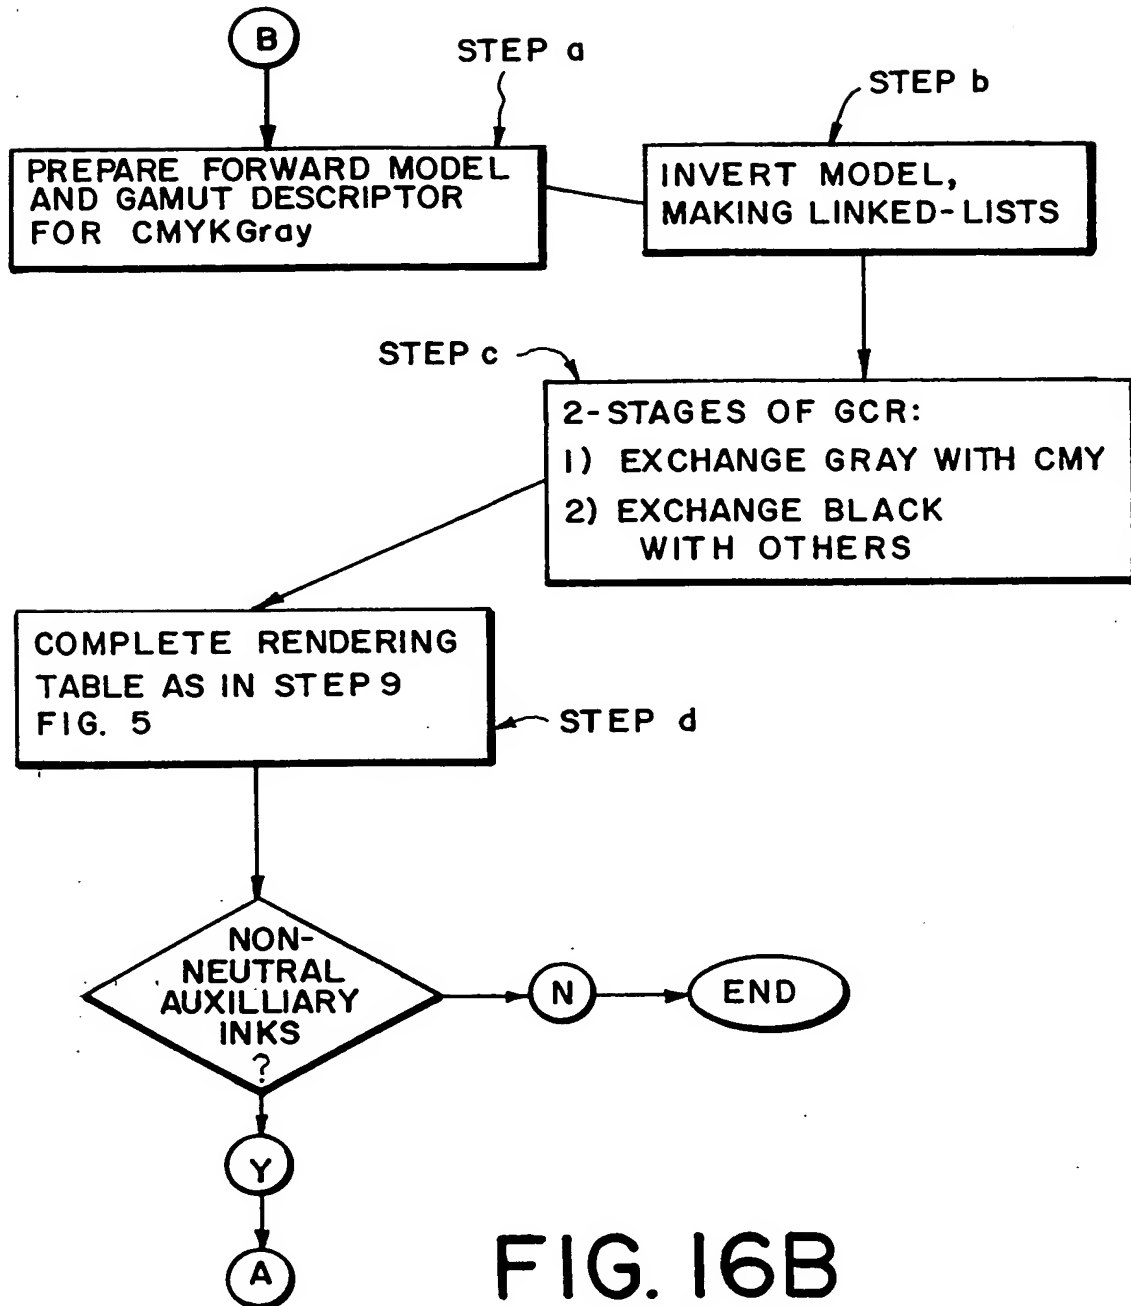 B
STEP a
STEP b
PREPARE FORWARD MODEL
AND GAMUT DESCRIPTOR
FOR CMYKGray
INVERT MODEL,
MAKING LINKED-LISTS
STEP c
2-STAGES OF GCR:
1) EXCHANGE GRAY WITH CMY
2) EXCHANGE BLACK
WITH OTHERS
COMPLETE RENDERING
TABLE AS IN STEP 9
FIG. 5
STEP d
NON-
NEUTRAL
AUXILLIARY
INKS
?
N
END
Y
A
FIG. 16B